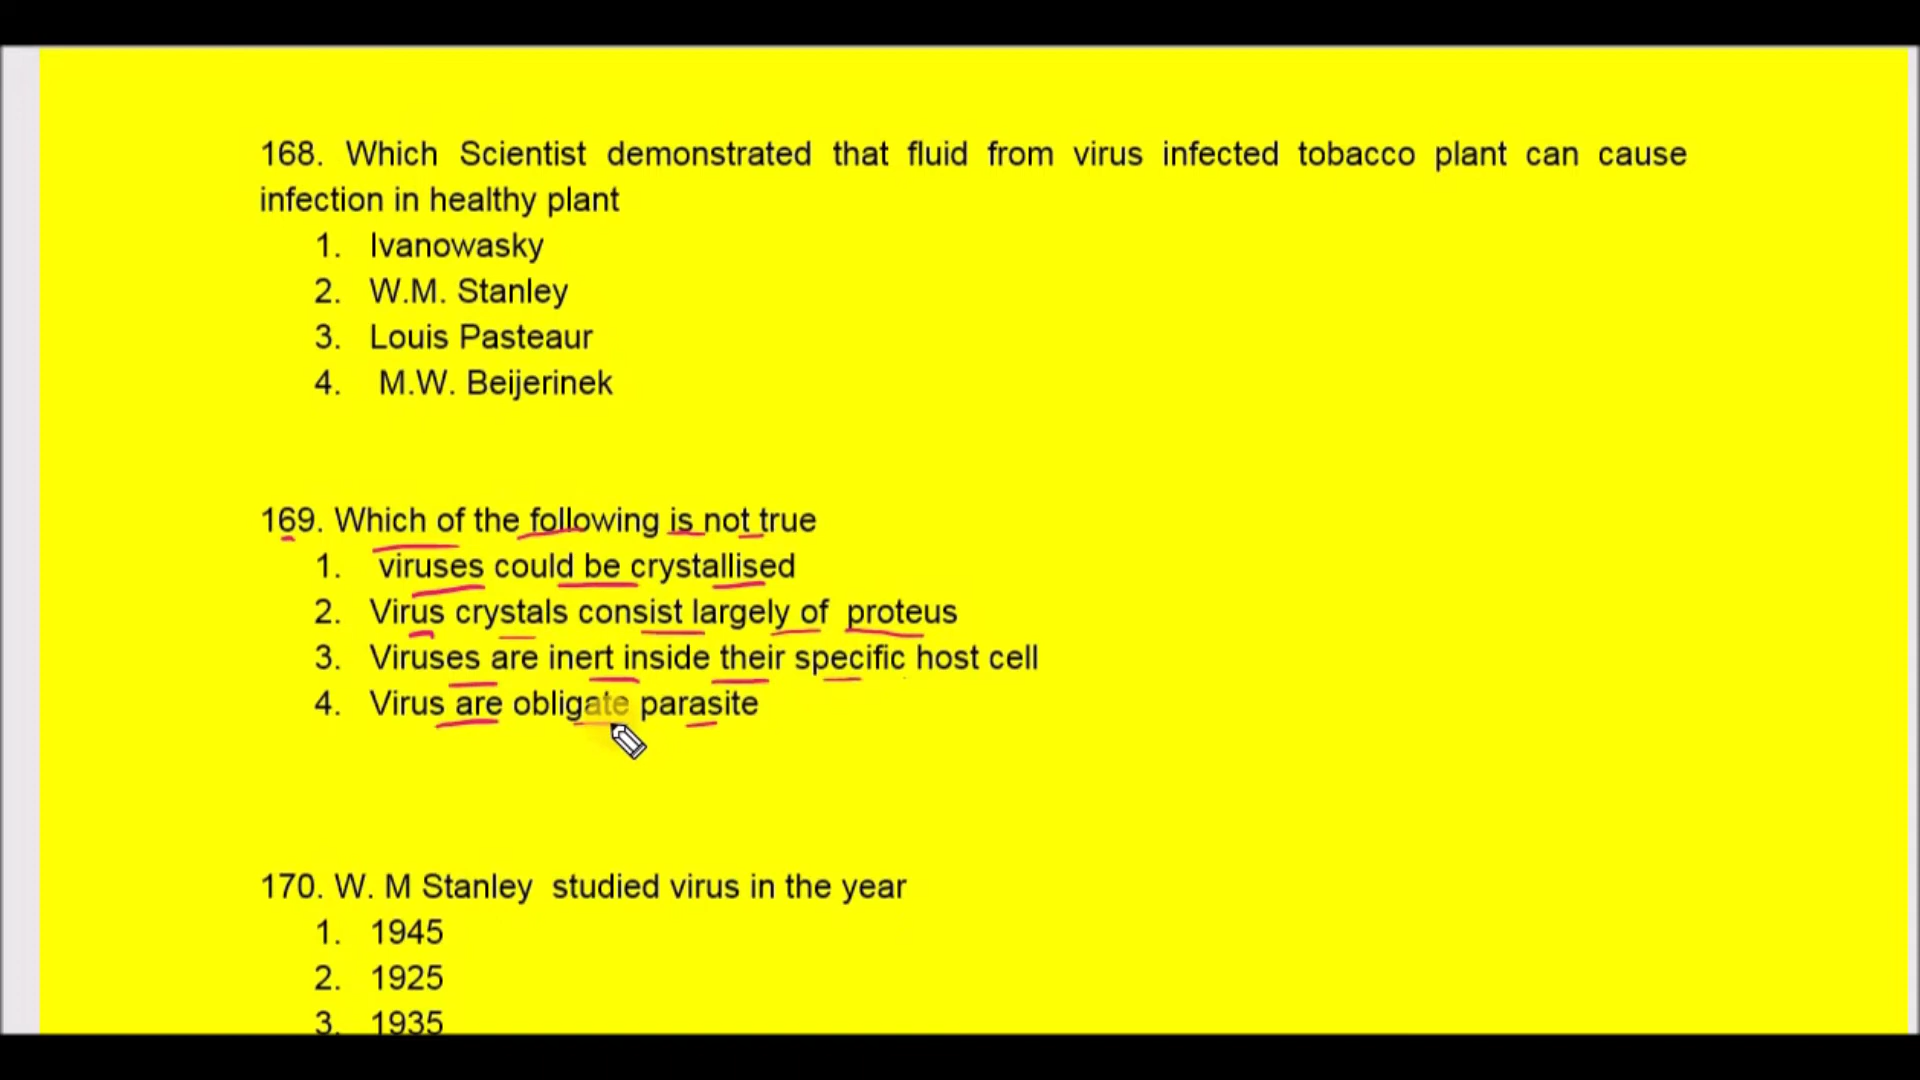 168. Which Scientist demonstrated that fluid from virus infected tobacco plant can cause
infection in healthy plant
1. Ivanowasky
2. W.M. Stanley
3. Louis Pasteaur
4. M.W. Beijerinek
169. Which of the following is not true
1. viruses could be crystallised
2. Virus crystals consist largely of proteus
3. Viruses are inert inside their specific host cell
4. Virus are obligate parasite
170. W. M Stanley studied virus in the year
1. 1945
2. 1925
3. 1935